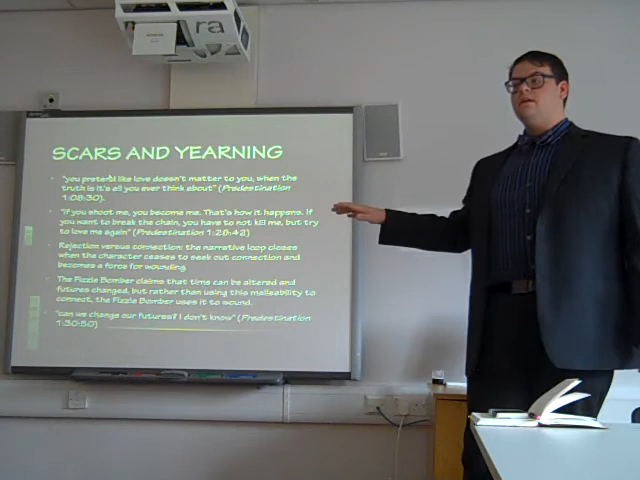 ra
SCARS AND YEARNING
"you pretend like love doesn't matter to you, when the
truth is it's all you ever think about" (Predestination
1:08:30).
"If you shoot me, you become me. That's how it happens. If
you want to break the chain, you have to not kill me, but try
to love me again" (Predestination 1:26:42)
Rejection versus connection: the narrative loop closes
when the character ceases to seek out connection and
becomes a force for wounding.
The Fizzle Bomber claims that time can be altered and
futures changed, but rather than using this malleability to
connect, the Fizzle Bomber uses it to wound.
"can we change our futures? I don't know" (Predestination
1:30:50)